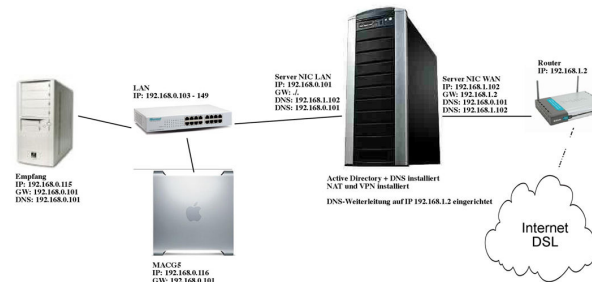 Router
IP: 192.168.1.2
Server NIC LAN
IP: 192.168.0.101
GW: ./.
DNS: 192.168.1.102
DNS: 192.168.0.101
Server NIC WAN
IP: 192.168.1.102
GW: 192.168.1.2
DNS: 192.168.0.101
DNS: 192.168.1.102
LAN
IP: 192.168.0.103 - 149
Empfang
IP: 192.168.0.115
GW: 192.168.0.101
DNS: 192.168.0.101
Active Directory + DNS installiert
NAT und VPN installiert
DNS-Weiterleitung auf IP 192.168.1.2 eingerichtet
Internet
DSL
MACG5
IP: 192.168.0.116
GW: 192.168.0.101